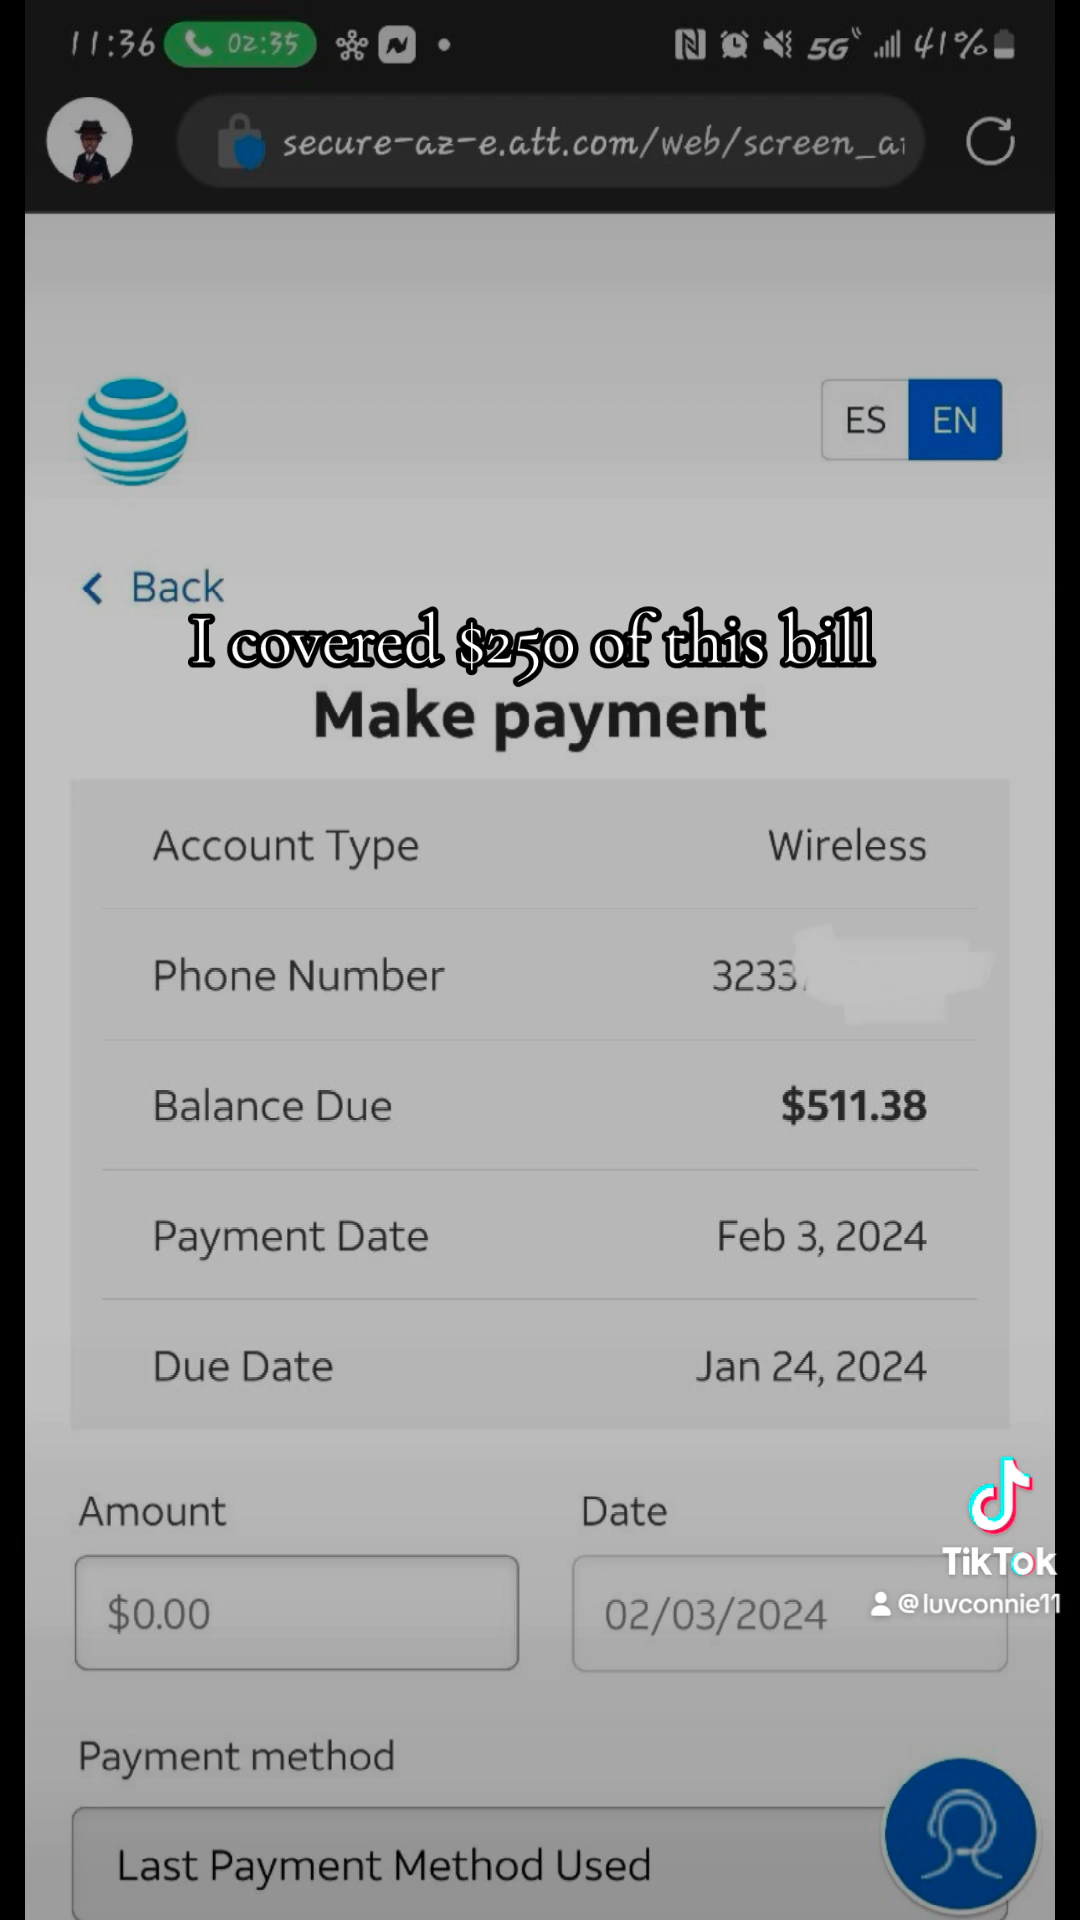 11:36 02:35 5G 41%
secure-az-e.att.com/web/screen_a
ES EN
Back
I covered $250 of this bill
Make payment
Account Type Wireless
Phone Number 3233
Balance Due $511.38
Payment Date Feb 3, 2024
Due Date Jan 24, 2024
Amount Date
$0.00 02/03/2024
TikTok
@luvconnie11
Payment method
Last Payment Method Used